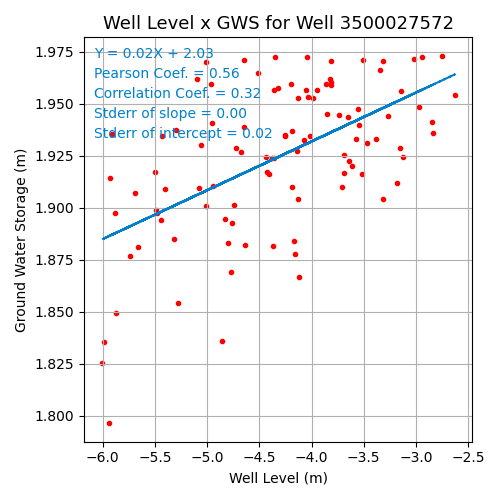 Well Level x GWS for Well 3500027572
Y = 0.02X + 2.03
Pearson Coef. = 0.56
Correlation Coef. = 0.32
Stderr of slope = 0.00
Stderr of intercept = 0.02
Ground Water Storage (m)
1.975
1.950
1.925
1.900
1.875
1.850
1.825
1.800
−6.0 −5.5 −5.0 −4.5 −4.0 −3.5 −3.0 −2.5
Well Level (m)